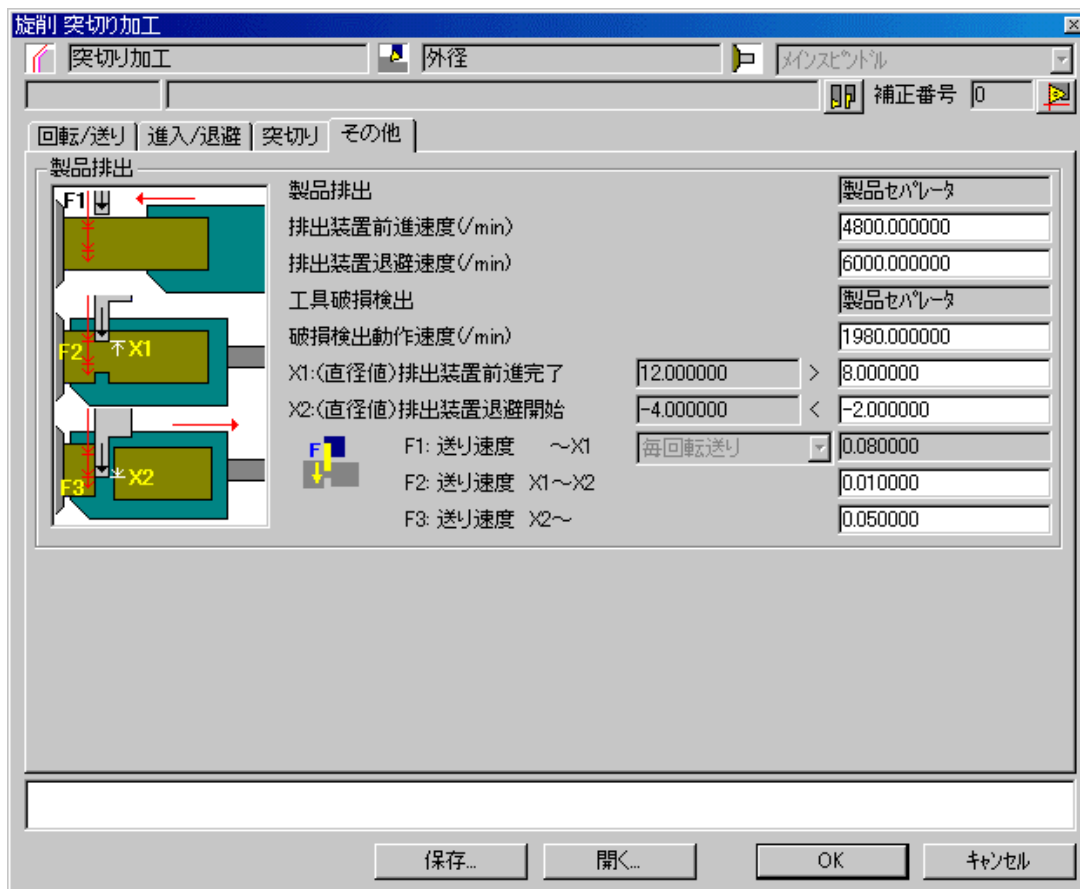 旋削 突切り加工
突切り加工 外径 メインスピンドル
補正番号 0
回転/送り 進入/退避 突切り その他
製品排出
F1
F2 X1
F3 X2
製品排出 製品セパレータ
排出装置前進速度(/min) 4800.000000
排出装置退避速度(/min) 6000.000000
工具破損検出 製品セパレータ
破損検出動作速度(/min) 1980.000000
X1:(直径値)排出装置前進完了 12.000000 > 8.000000
X2:(直径値)排出装置退避開始 -4.000000 < -2.000000
F F1: 送り速度 ～X1 毎回転送り 0.080000
F2: 送り速度 X1～X2 0.010000
F3: 送り速度 X2～ 0.050000
保存... 開く... OK キャンセル